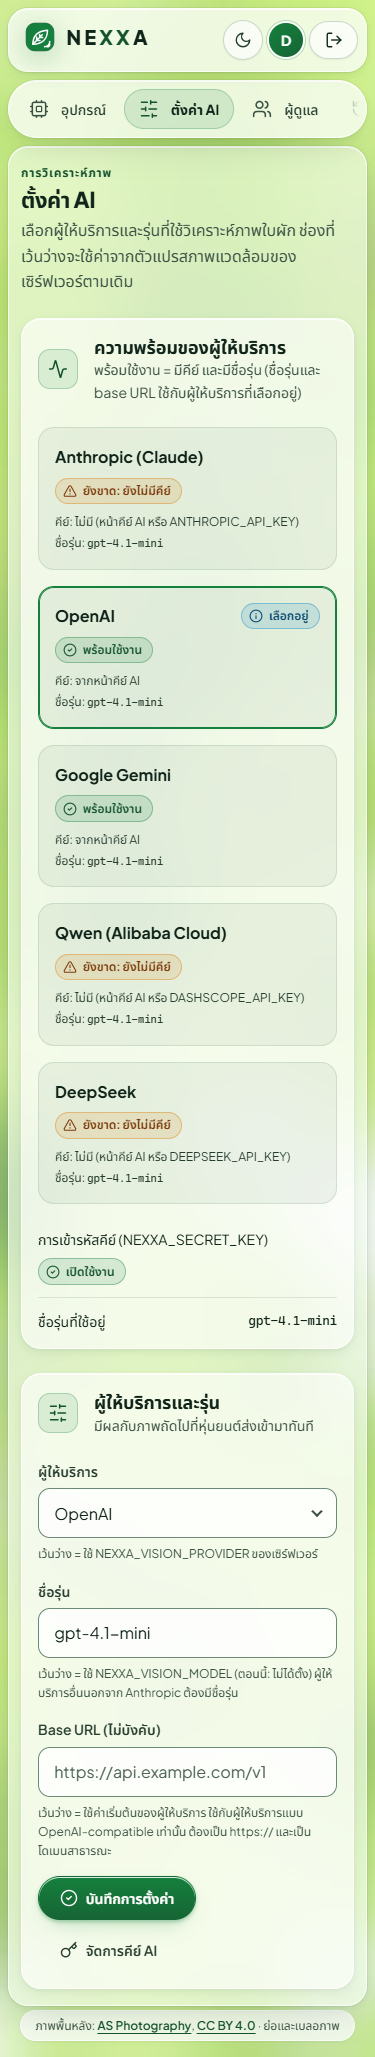 NEXXA
D
อุปกรณ์
ตั้งค่า AI
ผู้ดูแล
การวิเคราะห์ภาพ
ตั้งค่า AI
เลือกผู้ให้บริการและรุ่นที่ใช้วิเคราะห์ภาพใบผัก ช่องที่
เว้นว่างจะใช้ค่าจากตัวแปรสภาพแวดล้อมของ
เซิร์ฟเวอร์ตามเดิม
ความพร้อมของผู้ให้บริการ
พร้อมใช้งาน = มีคีย์ และมีชื่อรุ่น (ชื่อรุ่นและ
base URL ใช้กับผู้ให้บริการที่เลือกอยู่)
Anthropic (Claude)
ยังขาด: ยังไม่มีคีย์
คีย์: ไม่มี (หน้าคีย์ AI หรือ ANTHROPIC_API_KEY)
ชื่อรุ่น: gpt-4.1-mini
OpenAI
เลือกอยู่
พร้อมใช้งาน
คีย์: จากหน้าคีย์ AI
ชื่อรุ่น: gpt-4.1-mini
Google Gemini
พร้อมใช้งาน
คีย์: จากหน้าคีย์ AI
ชื่อรุ่น: gpt-4.1-mini
Qwen (Alibaba Cloud)
ยังขาด: ยังไม่มีคีย์
คีย์: ไม่มี (หน้าคีย์ AI หรือ DASHSCOPE_API_KEY)
ชื่อรุ่น: gpt-4.1-mini
DeepSeek
ยังขาด: ยังไม่มีคีย์
คีย์: ไม่มี (หน้าคีย์ AI หรือ DEEPSEEK_API_KEY)
ชื่อรุ่น: gpt-4.1-mini
การเข้ารหัสคีย์ (NEXXA_SECRET_KEY)
เปิดใช้งาน
ชื่อรุ่นที่ใช้อยู่ gpt-4.1-mini
ผู้ให้บริการและรุ่น
มีผลกับภาพถัดไปที่หุ่นยนต์ส่งเข้ามาทันที
ผู้ให้บริการ
OpenAI
เว้นว่าง = ใช้ NEXXA_VISION_PROVIDER ของเซิร์ฟเวอร์
ชื่อรุ่น
gpt-4.1-mini
เว้นว่าง = ใช้ NEXXA_VISION_MODEL (ตอนนี้: ไม่ได้ตั้ง) ผู้ให้
บริการอื่นนอกจาก Anthropic ต้องมีชื่อรุ่น
Base URL (ไม่บังคับ)
https://api.example.com/v1
เว้นว่าง = ใช้ค่าเริ่มต้นของผู้ให้บริการ ใช้กับผู้ให้บริการแบบ
OpenAI-compatible เท่านั้น ต้องเป็น https:// และเป็น
โดเมนสาธารณะ
บันทึกการตั้งค่า
จัดการคีย์ AI
ภาพพื้นหลัง: AS Photography, CC BY 4.0 · ย่อและเบลอภาพ